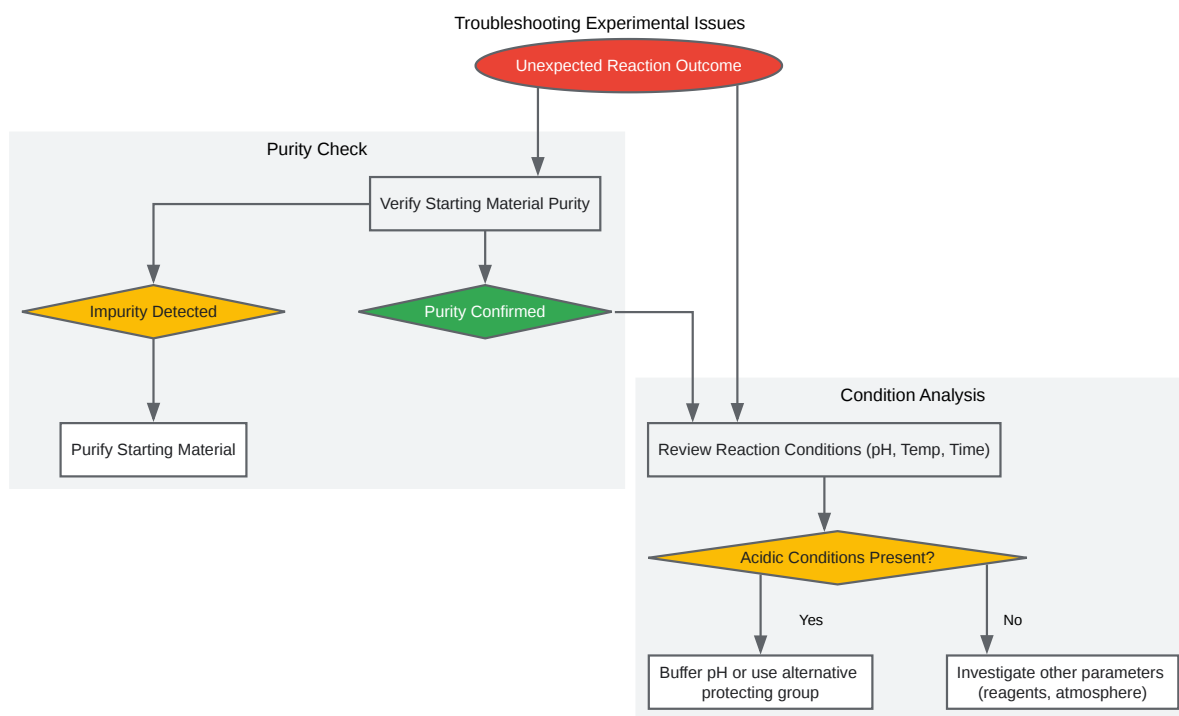 Troubleshooting Experimental Issues
Unexpected Reaction Outcome
Purity Check
Verify Starting Material Purity
Impurity Detected
Purity Confirmed
Purify Starting Material
Condition Analysis
Review Reaction Conditions (pH, Temp, Time)
Acidic Conditions Present?
Yes
No
Buffer pH or use alternative
protecting group
Investigate other parameters
(reagents, atmosphere)